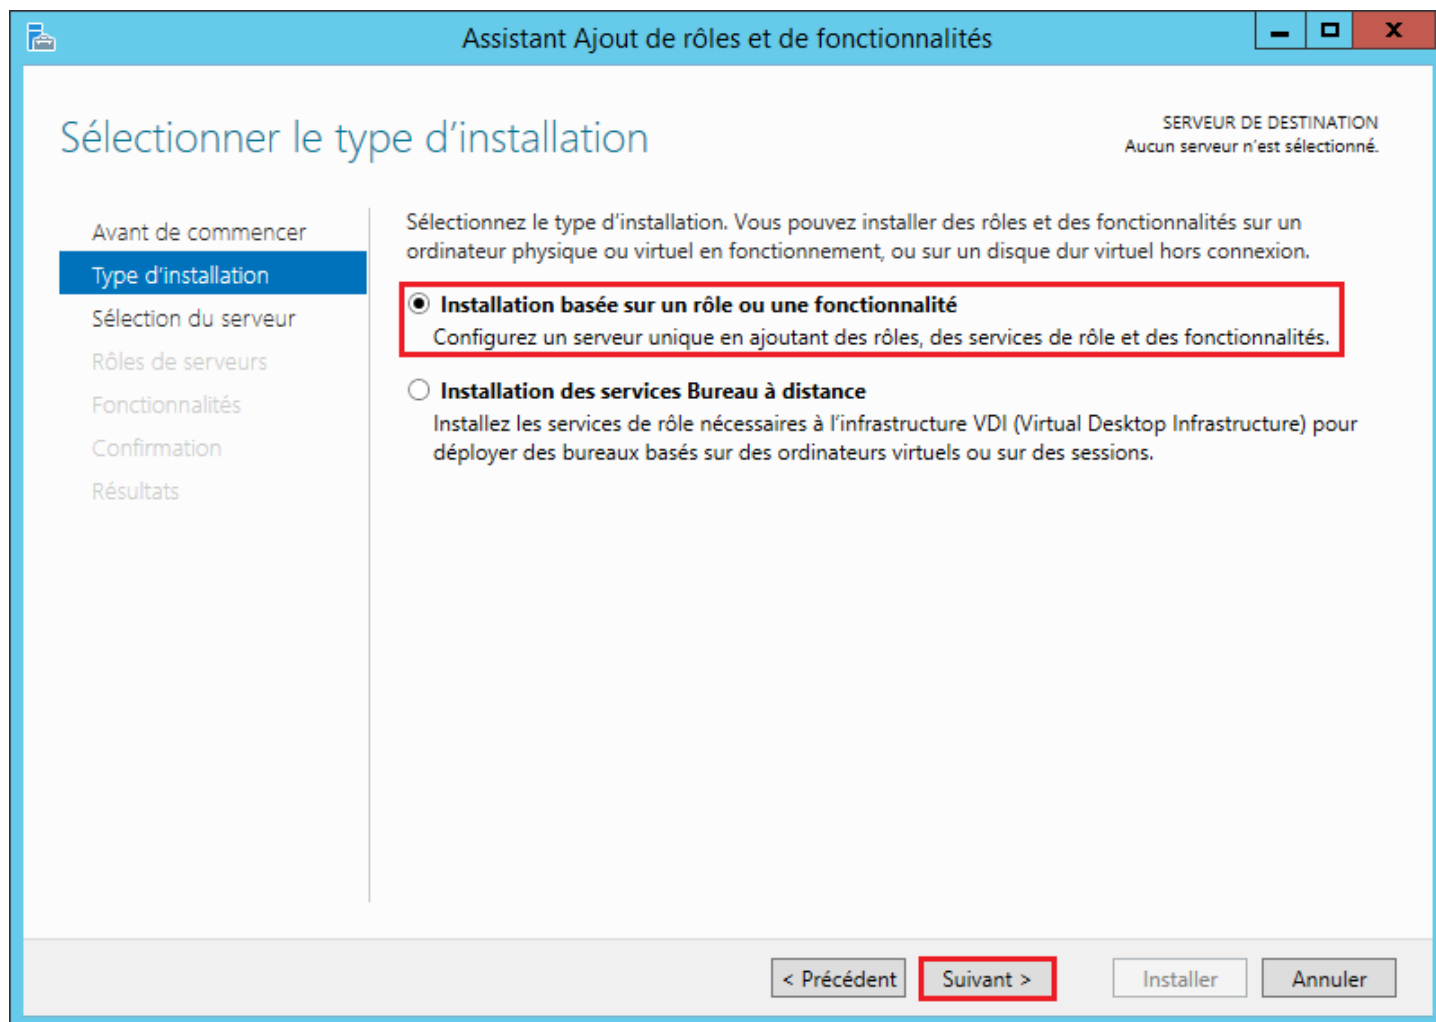 Assistant Ajout de rôles et de fonctionnalités
Sélectionner le type d'installation
SERVEUR DE DESTINATION
Aucun serveur n'est sélectionné.
Avant de commencer
Type d'installation
Sélection du serveur
Rôles de serveurs
Fonctionnalités
Confirmation
Résultats
Sélectionnez le type d'installation. Vous pouvez installer des rôles et des fonctionnalités sur un
ordinateur physique ou virtuel en fonctionnement, ou sur un disque dur virtuel hors connexion.
Installation basée sur un rôle ou une fonctionnalité
Configurez un serveur unique en ajoutant des rôles, des services de rôle et des fonctionnalités.
Installation des services Bureau à distance
Installez les services de rôle nécessaires à l'infrastructure VDI (Virtual Desktop Infrastructure) pour
déployer des bureaux basés sur des ordinateurs virtuels ou sur des sessions.
< Précédent
Suivant >
Installer
Annuler